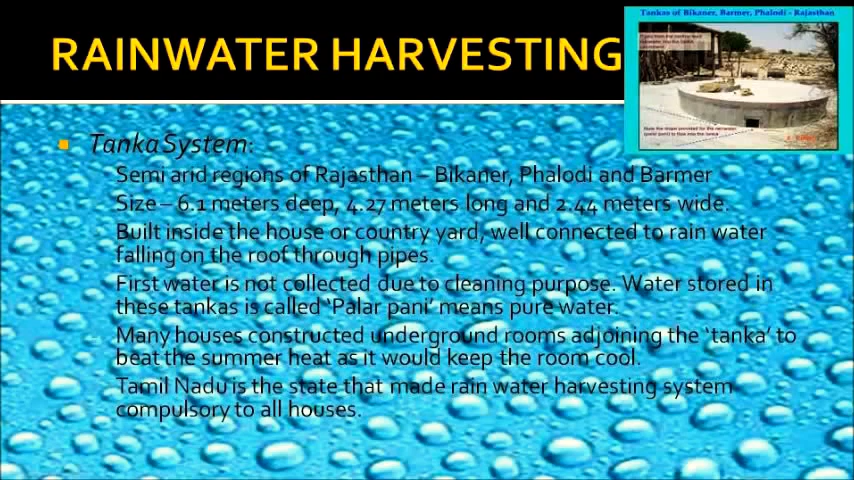 Tankas of Bikaner, Barmer, Phalodi - Rajasthan
RAINWATER HARVESTING
Tanka System:
Semi arid regions of Rajasthan – Bikaner, Phalodi and Barmer
Size – 6.1 meters deep, 4.27 meters long and 2.44 meters wide.
Built inside the house or country yard, well connected to rain water
falling on the roof through pipes.
First water is not collected due to cleaning purpose. Water stored in
these tankas is called ‘Palar pani’ means pure water.
Many houses constructed underground rooms adjoining the ‘tanka’ to
beat the summer heat as it would keep the room cool.
Tamil Nadu is the state that made rain water harvesting system
compulsory to all houses.